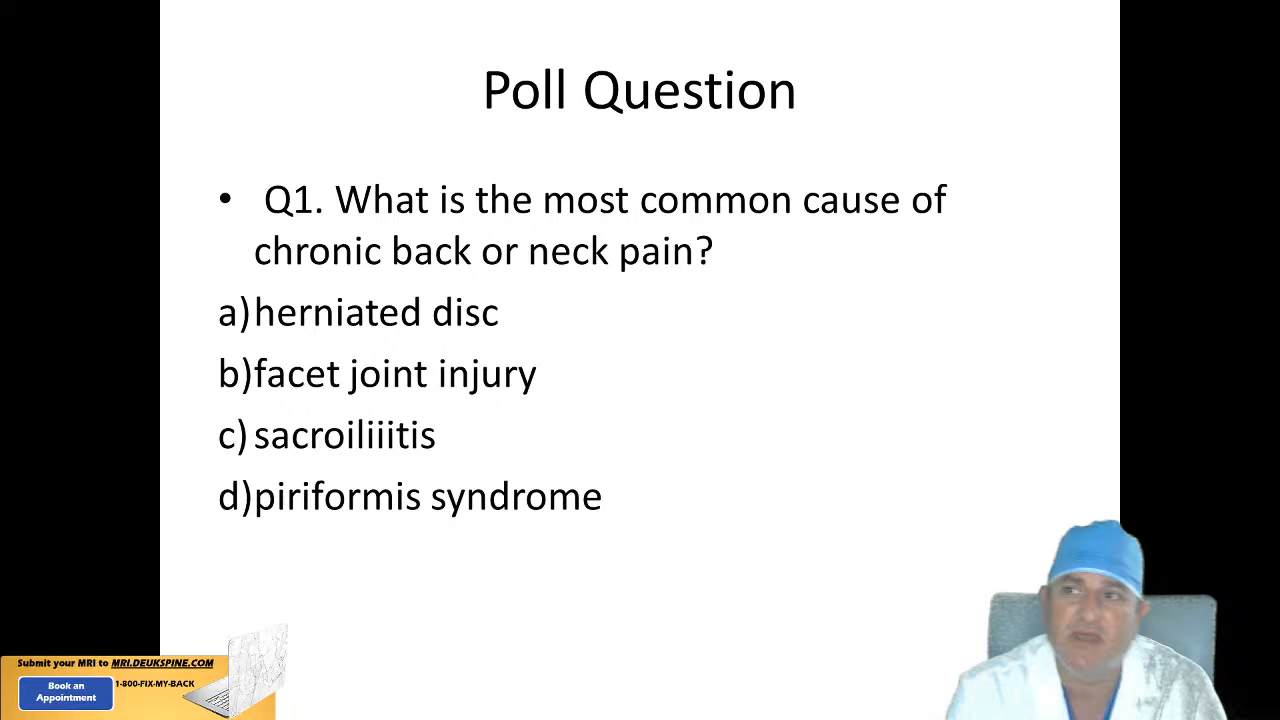 Poll Question
• Q1. What is the most common cause of
chronic back or neck pain?
a) herniated disc
b) facet joint injury
c) sacroiliiitis
d) piriformis syndrome
Submit your MRI to MRI.DEUKSPINE.COM
Book an
Appointment
1-800-FIX-MY-BACK